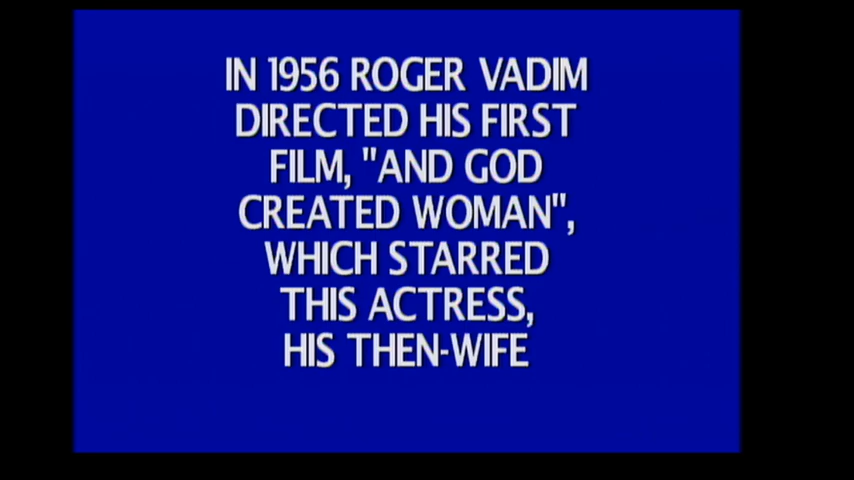 IN 1956 ROGER VADIM
DIRECTED HIS FIRST
FILM, "AND GOD
CREATED WOMAN",
WHICH STARRED
THIS ACTRESS,
HIS THEN-WIFE